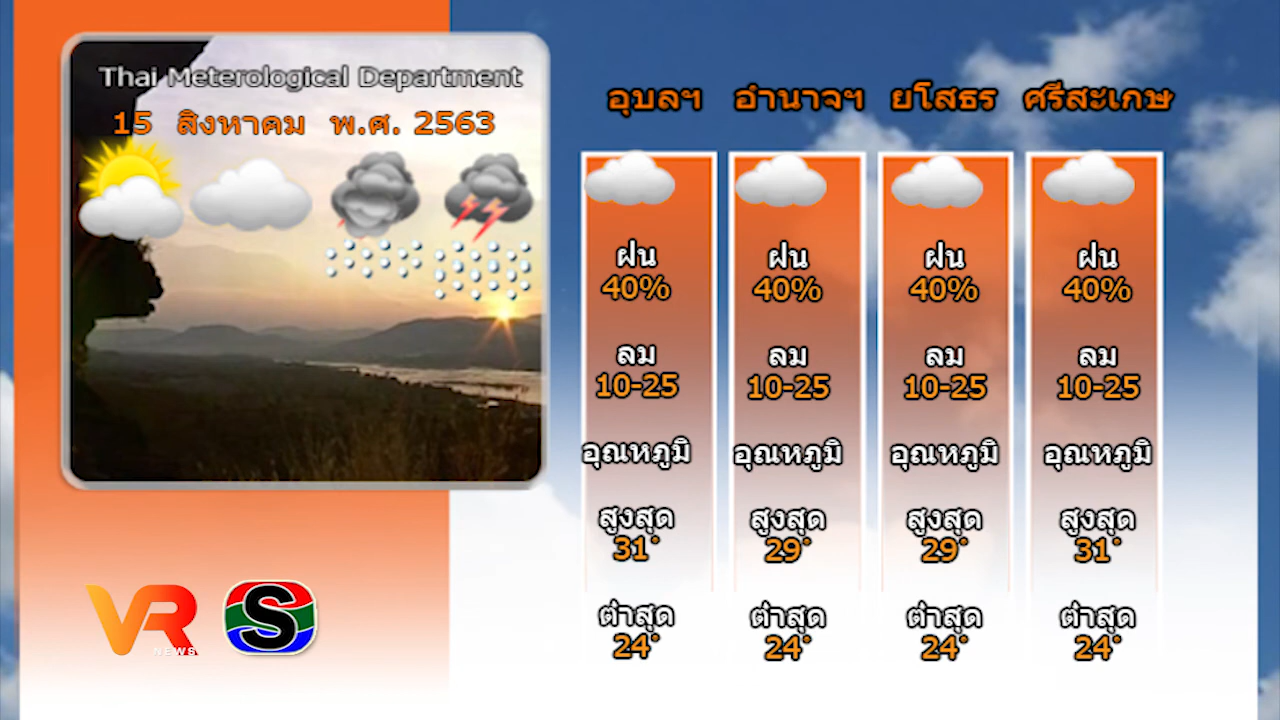 Thai Meterological Department
15 สิงหาคม พ.ศ. 2563
อุบลฯ อำนาจฯ ยโสธร ศรีสะเกษ
ฝน ฝน ฝน ฝน
40% 40% 40% 40%
ลม ลม ลม ลม
10-25 10-25 10-25 10-25
อุณหภูมิ อุณหภูมิ อุณหภูมิ อุณหภูมิ
สูงสุด สูงสุด สูงสุด สูงสุด
31° 29° 29° 31°
ต่ำสุด ต่ำสุด ต่ำสุด ต่ำสุด
24° 24° 24° 24°
VR S
NEWS